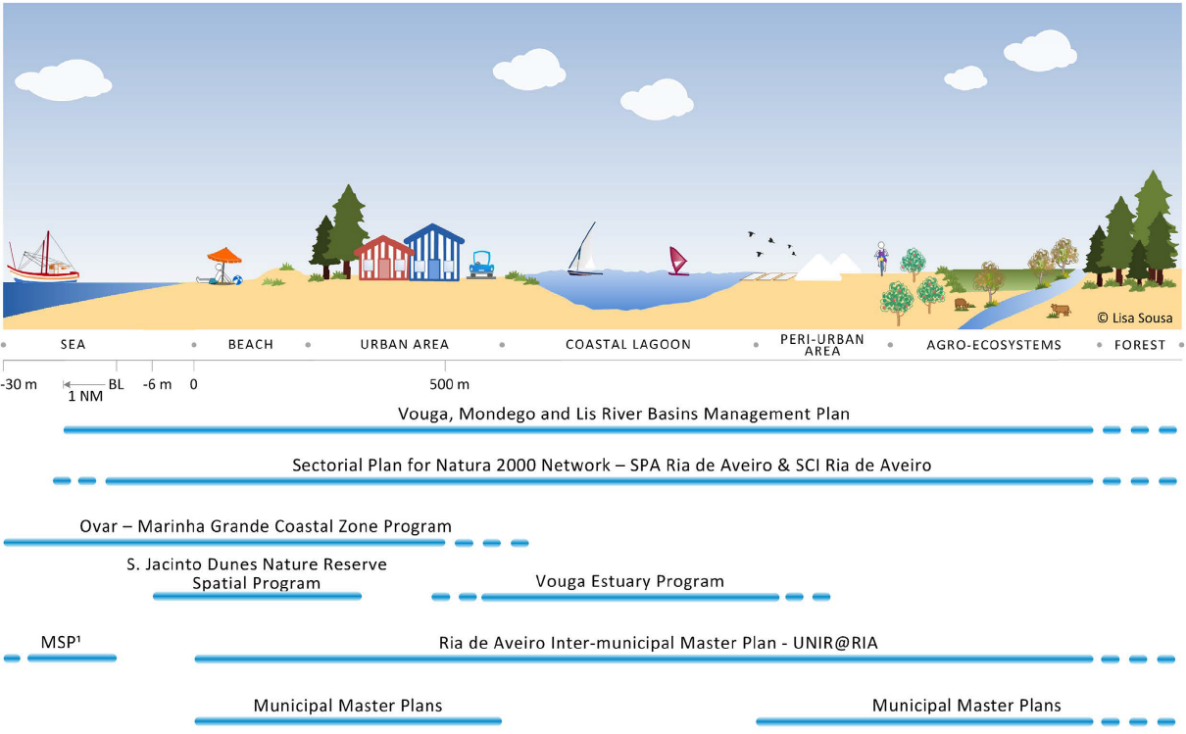 © Lisa Sousa
SEA
BEACH
URBAN AREA
COASTAL LAGOON
PERI-URBAN
AREA
AGRO-ECOSYSTEMS
FOREST
-30 m
1 NM
BL
-6 m
0
500 m
Vouga, Mondego and Lis River Basins Management Plan
Sectorial Plan for Natura 2000 Network – SPA Ria de Aveiro & SCI Ria de Aveiro
Ovar – Marinha Grande Coastal Zone Program
S. Jacinto Dunes Nature Reserve
Spatial Program
Vouga Estuary Program
MSP¹
Ria de Aveiro Inter-municipal Master Plan - UNIR@RIA
Municipal Master Plans
Municipal Master Plans